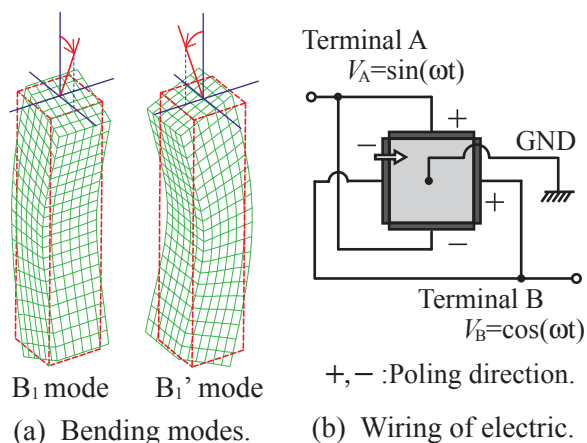 B₁ mode
B₁’ mode
(a) Bending modes.
Terminal A
V_A=sin(ωt)
+
−
GND
+
−
Terminal B
V_B=cos(ωt)
+,− :Poling direction.
(b) Wiring of electric.